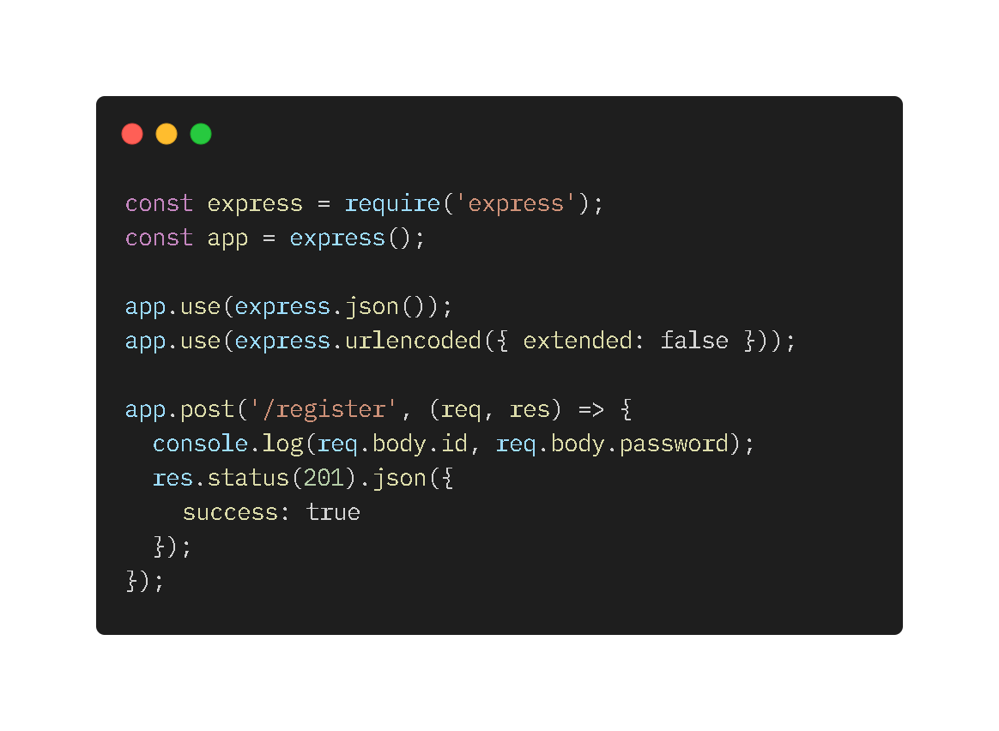 const express = require('express');
const app = express();

app.use(express.json());
app.use(express.urlencoded({ extended: false }));

app.post('/register', (req, res) => {
  console.log(req.body.id, req.body.password);
  res.status(201).json({
    success: true
  });
});